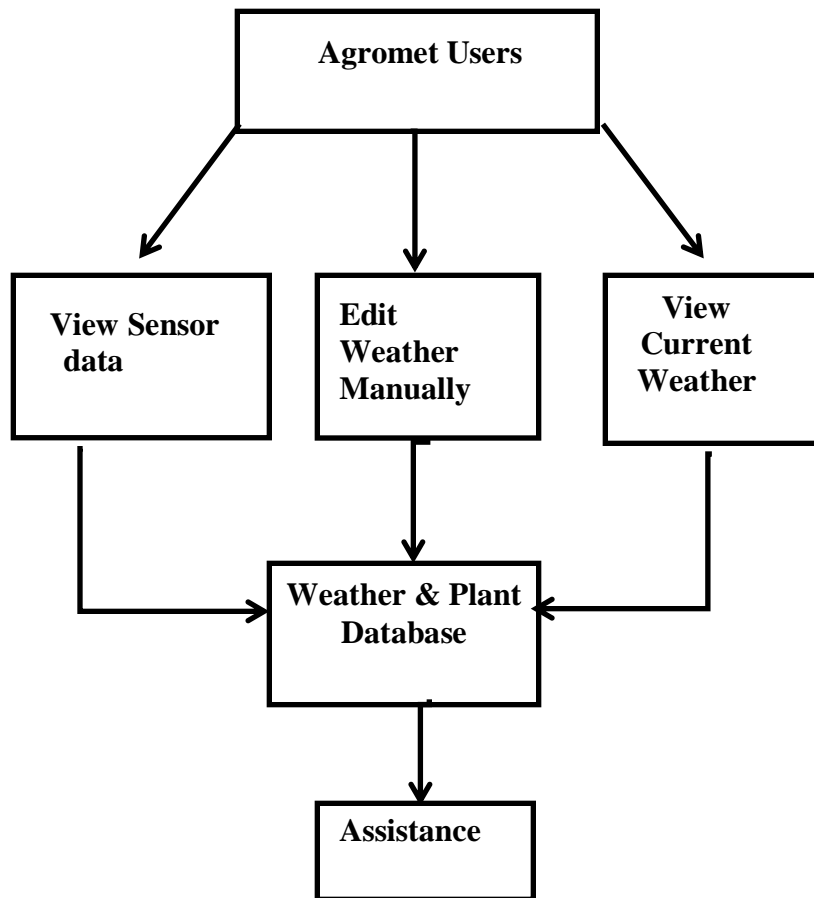 Agromet Users
View Sensor
data
Edit
Weather
Manually
View
Current
Weather
Weather & Plant
Database
Assistance